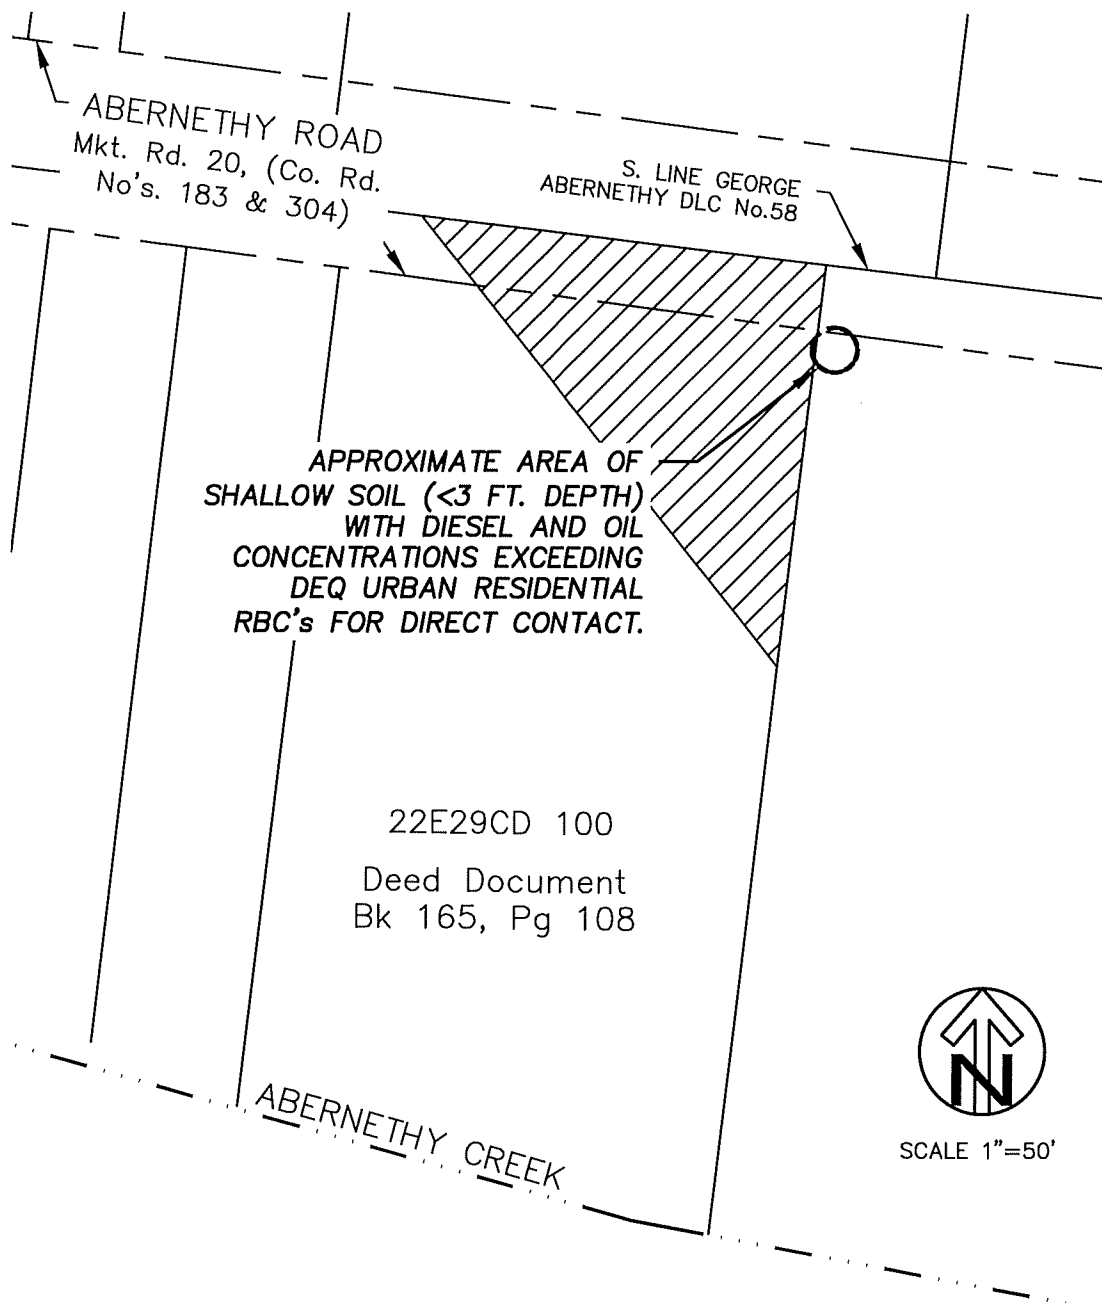 ABERNETHY ROAD
Mkt. Rd. 20, (Co. Rd.
No's. 183 & 304)
S. LINE GEORGE
ABERNETHY DLC No.58
APPROXIMATE AREA OF
SHALLOW SOIL (<3 FT. DEPTH)
WITH DIESEL AND OIL
CONCENTRATIONS EXCEEDING
DEQ URBAN RESIDENTIAL
RBC's FOR DIRECT CONTACT.
22E29CD 100
Deed Document
Bk 165, Pg 108
ABERNETHY CREEK
N
SCALE 1"=50'